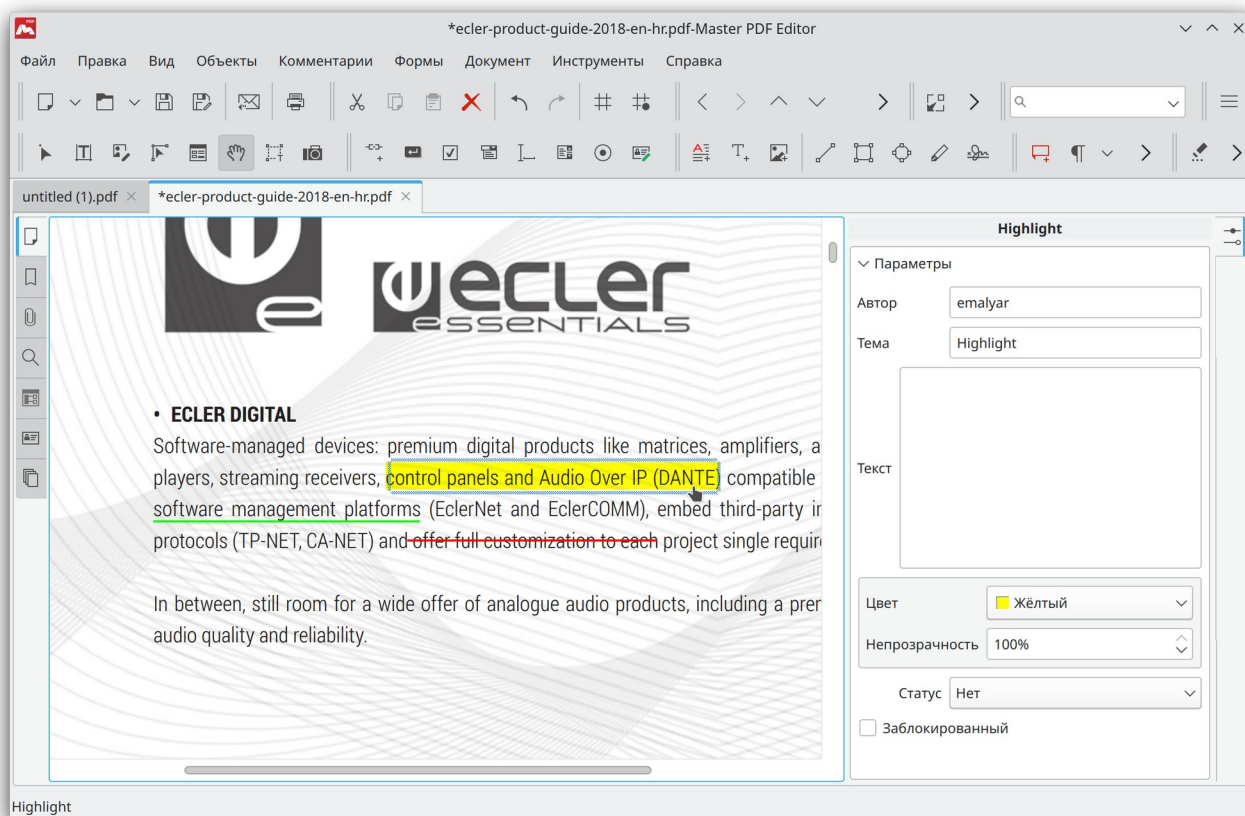 *ecler-product-guide-2018-en-hr.pdf-Master PDF Editor
Файл Правка Вид Объекты Комментарии Формы Документ Инструменты Справка
untitled (1).pdf *ecler-product-guide-2018-en-hr.pdf
ecler
essentials
• ECLER DIGITAL
Software-managed devices: premium digital products like matrices, amplifiers, a
players, streaming receivers, control panels and Audio Over IP (DANTE) compatible
software management platforms (EclerNet and EclerCOMM), embed third-party in
protocols (TP-NET, CA-NET) and offer full customization to each project single require
In between, still room for a wide offer of analogue audio products, including a prem
audio quality and reliability.
Highlight
Параметры
Автор emalyar
Тема Highlight
Текст
Цвет Жёлтый
Непрозрачность 100%
Статус Нет
Заблокированный
Highlight